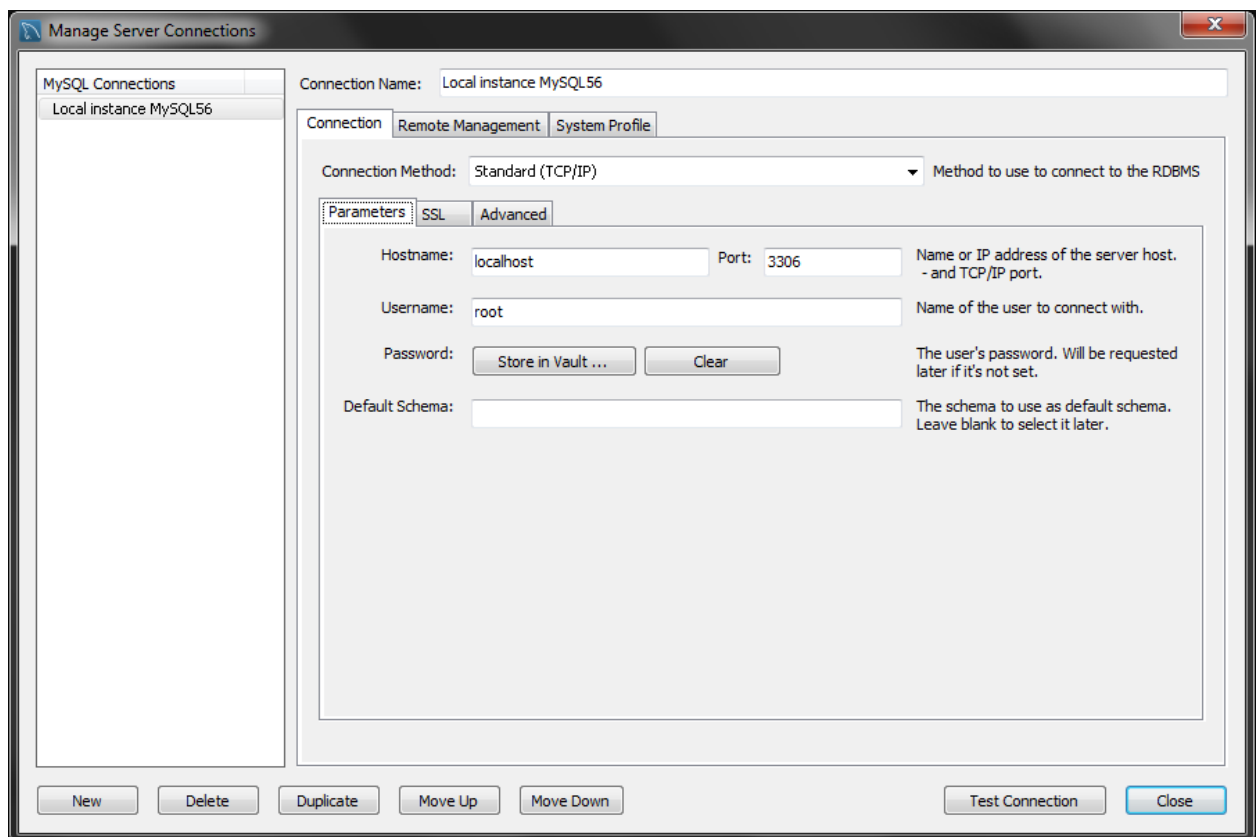 Manage Server Connections
MySQL Connections
Local instance MySQL56
Connection Name: Local instance MySQL56
Connection Remote Management System Profile
Connection Method: Standard (TCP/IP) Method to use to connect to the RDBMS
Parameters SSL Advanced
Hostname: localhost Port: 3306 Name or IP address of the server host.
- and TCP/IP port.
Username: root Name of the user to connect with.
Password: Store in Vault ... Clear The user's password. Will be requested
later if it's not set.
Default Schema: The schema to use as default schema.
Leave blank to select it later.
New Delete Duplicate Move Up Move Down Test Connection Close